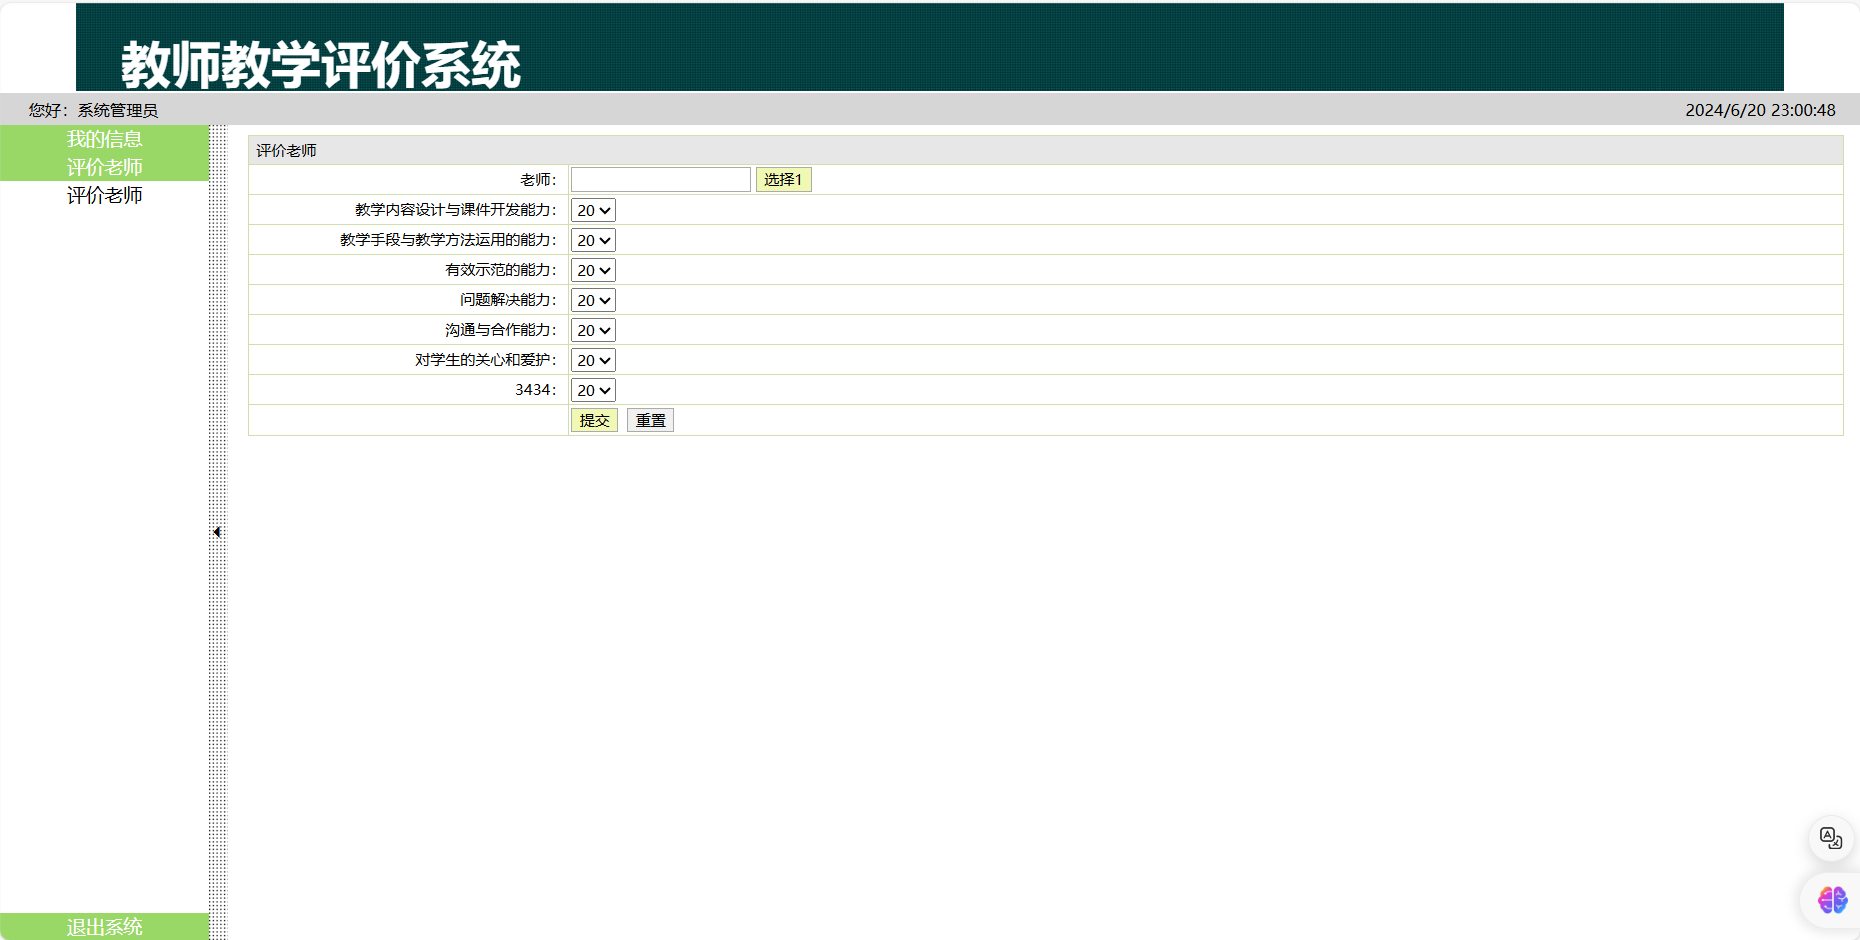 教师教学评价系统
您好：系统管理员
2024/6/20 23:00:48
我的信息
评价老师
评价老师
退出系统
评价老师
老师：
选择1
教学内容设计与课件开发能力： 20
教学手段与教学方法运用的能力： 20
有效示范的能力： 20
问题解决能力： 20
沟通与合作能力： 20
对学生的关心和爱护： 20
3434： 20
提交 重置